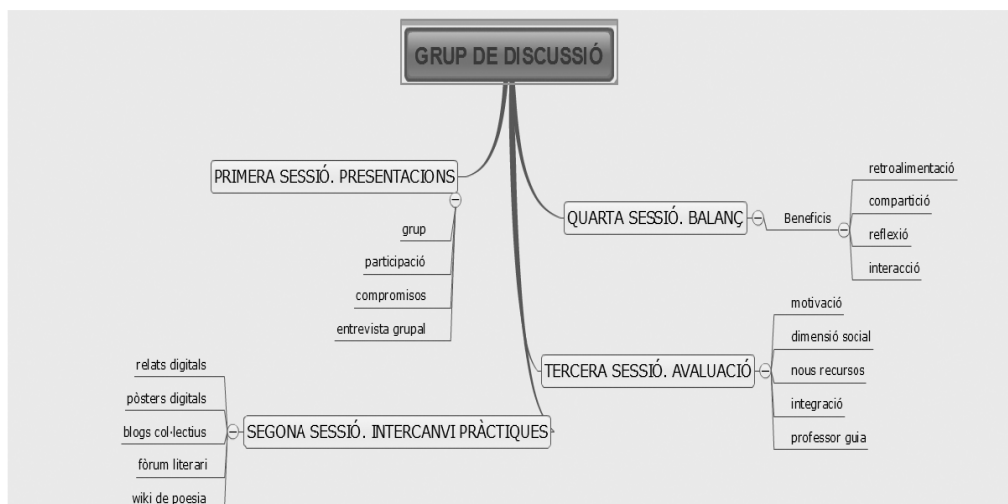 GRUP DE DISCUSSIÓ
PRIMERA SESSIÓ. PRESENTACIONS
grup
participació
compromisos
entrevista grupal
QUARTA SESSIÓ. BALANÇ
Beneficis
retroalimentació
compartició
reflexió
interacció
TERCERA SESSIÓ. AVALUACIÓ
motivació
dimensió social
nous recursos
integració
professor guia
SEGONA SESSIÓ. INTERCANVI PRÀCTIQUES
relats digitals
pòsters digitals
blogs col·lectius
fòrum literari
wiki de poesia